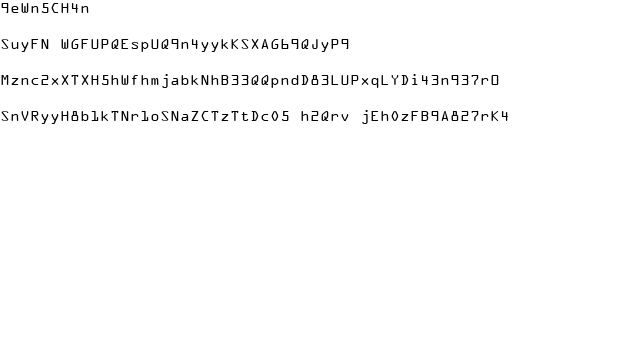 9eWn5CH4n
SuyFN WGFUPQEspUQ9n4yykKSXAG69QJyP9
Mznc2xXTXH5hWfhmjabkNhB33QQpndD83LUPxqLYDi43n937r0
SnVRyyH8b1kTNr1oSNaZCTzTtDc05 h2Qrv jEh0zFB9A827rK4